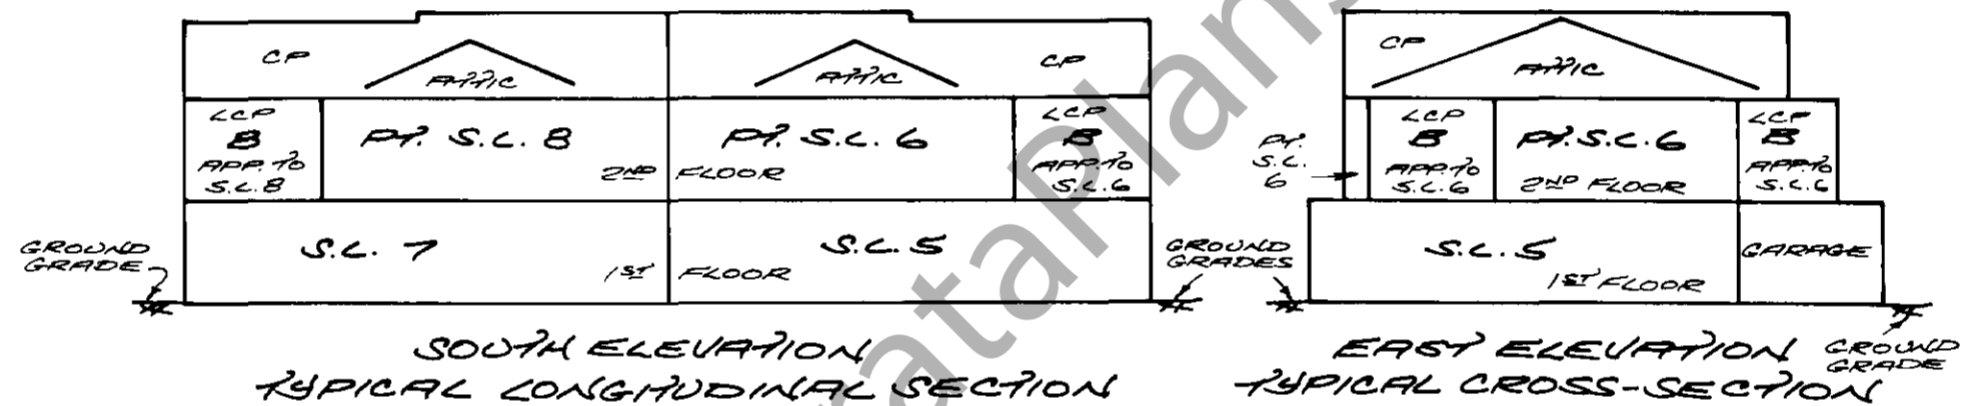 CP
ATTIC
ATTIC
CP
LCP
B
APP. TO
S.L. 8
PT. S.L. 8
2ND FLOOR
PT. S.L. 6
LCP
B
APP. TO
S.L. 6
S.L. 7
1ST FLOOR
S.L. 5
GROUND
GRADE
GROUND
GRADES
SOUTH ELEVATION
TYPICAL LONGITUDINAL SECTION
CP
ATTIC
PT.
S.L.
6
LCP
B
APP. TO
S.L. 6
PT. S.L. 6
2ND FLOOR
LCP
B
APP. TO
S.L. 6
S.L. 5
1ST FLOOR
GARAGE
GROUND
GRADE
EAST ELEVATION
TYPICAL CROSS-SECTION
ataPlans